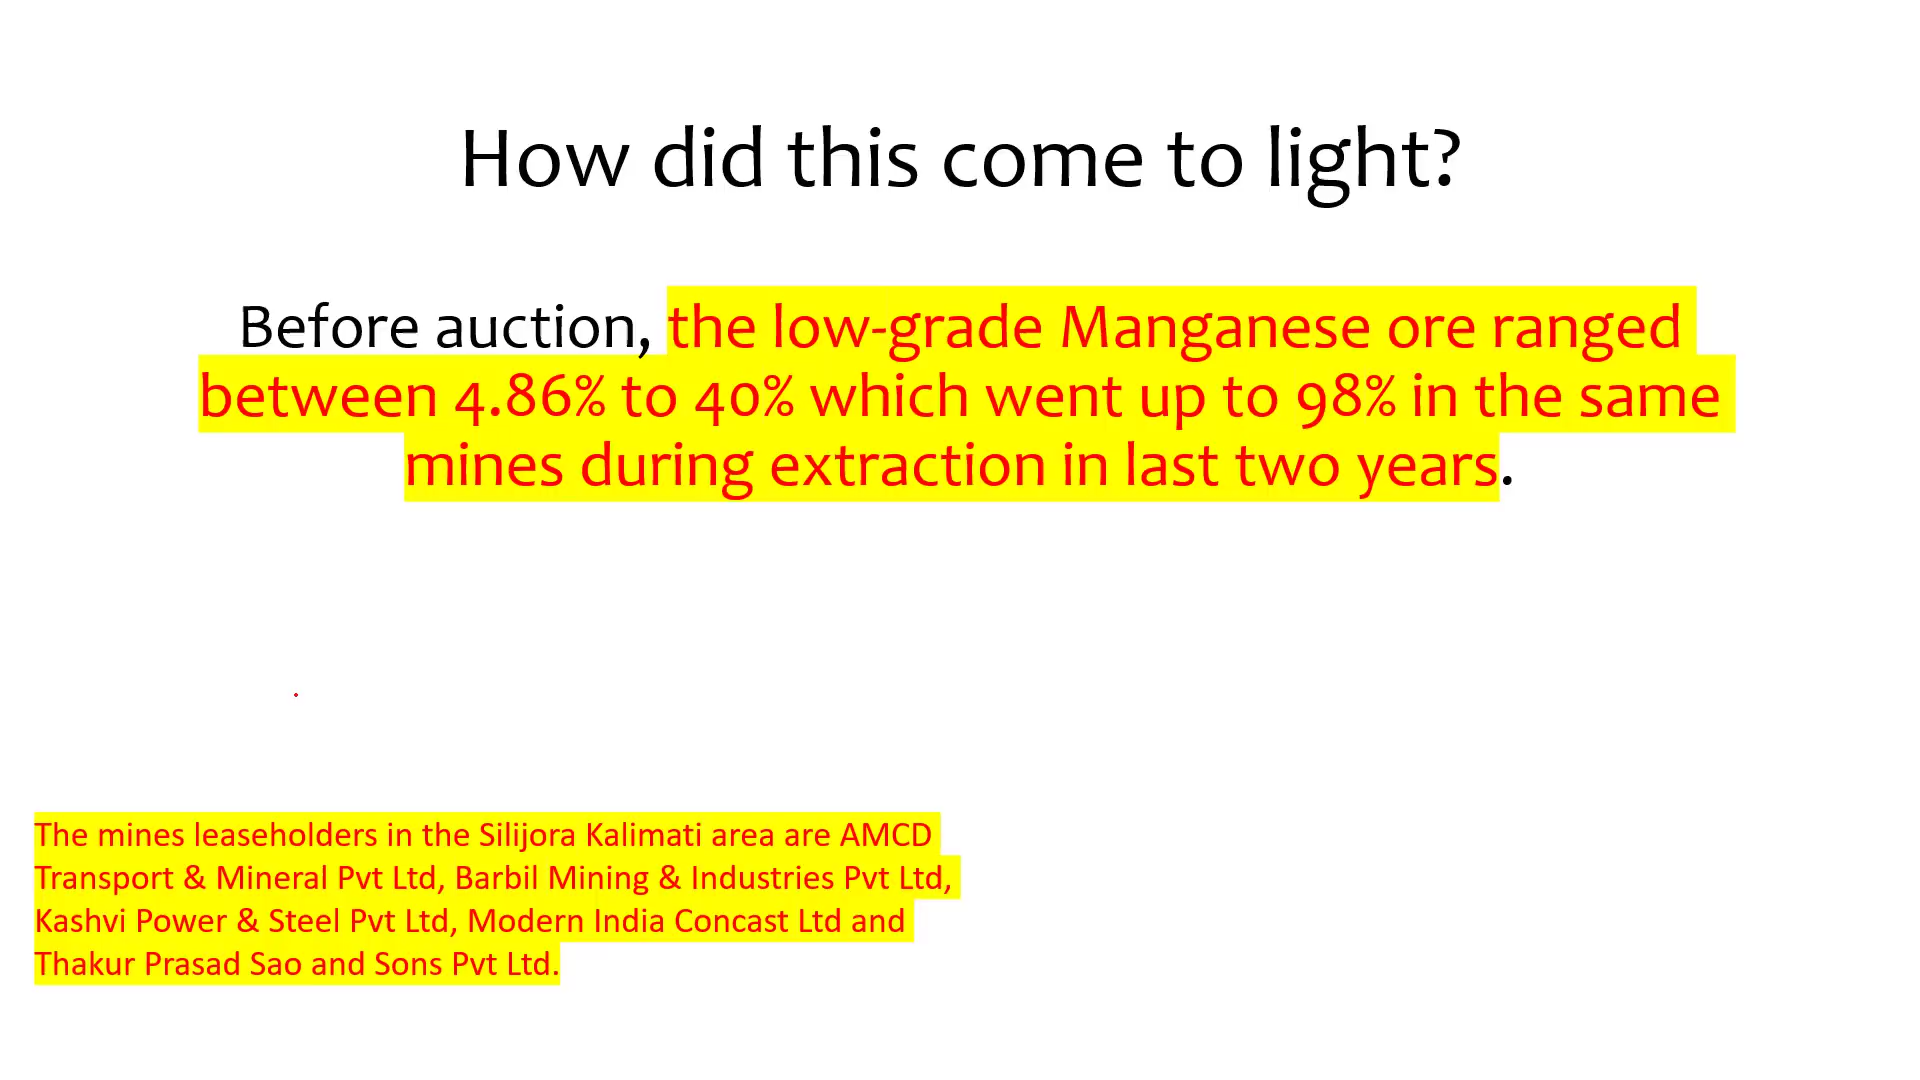 How did this come to light?
Before auction, the low-grade Manganese ore ranged
between 4.86% to 40% which went up to 98% in the same
mines during extraction in last two years.
The mines leaseholders in the Silijora Kalimati area are AMCD
Transport & Mineral Pvt Ltd, Barbil Mining & Industries Pvt Ltd,
Kashvi Power & Steel Pvt Ltd, Modern India Concast Ltd and
Thakur Prasad Sao and Sons Pvt Ltd.